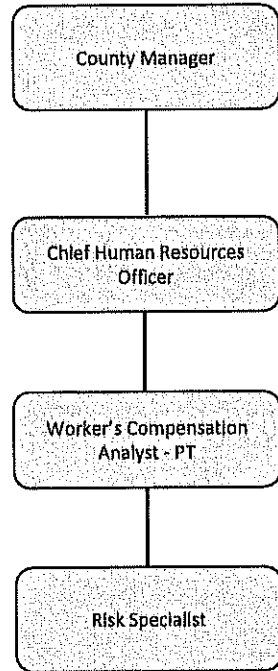 County Manager
Chief Human Resources
Officer
Worker's Compensation
Analyst - PT
Risk Specialist